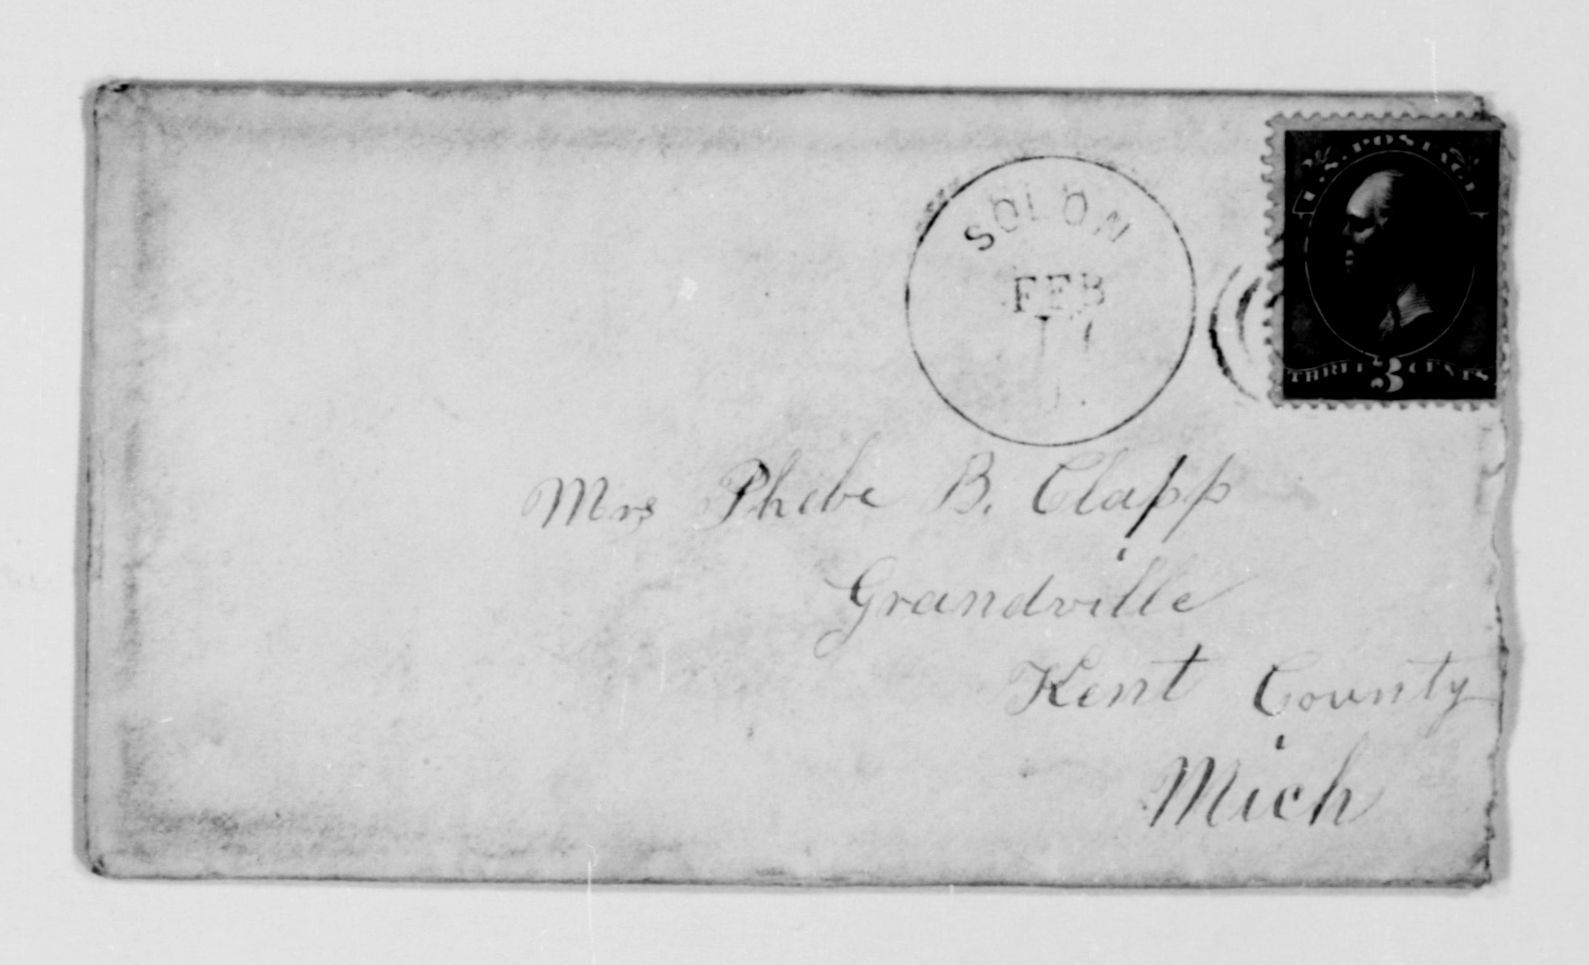 U.S. POSTAGE
THREE 3 CENTS
SOLON
FEB
Mrs Phebe B. Clapp
Grandville
Kent County
Mich